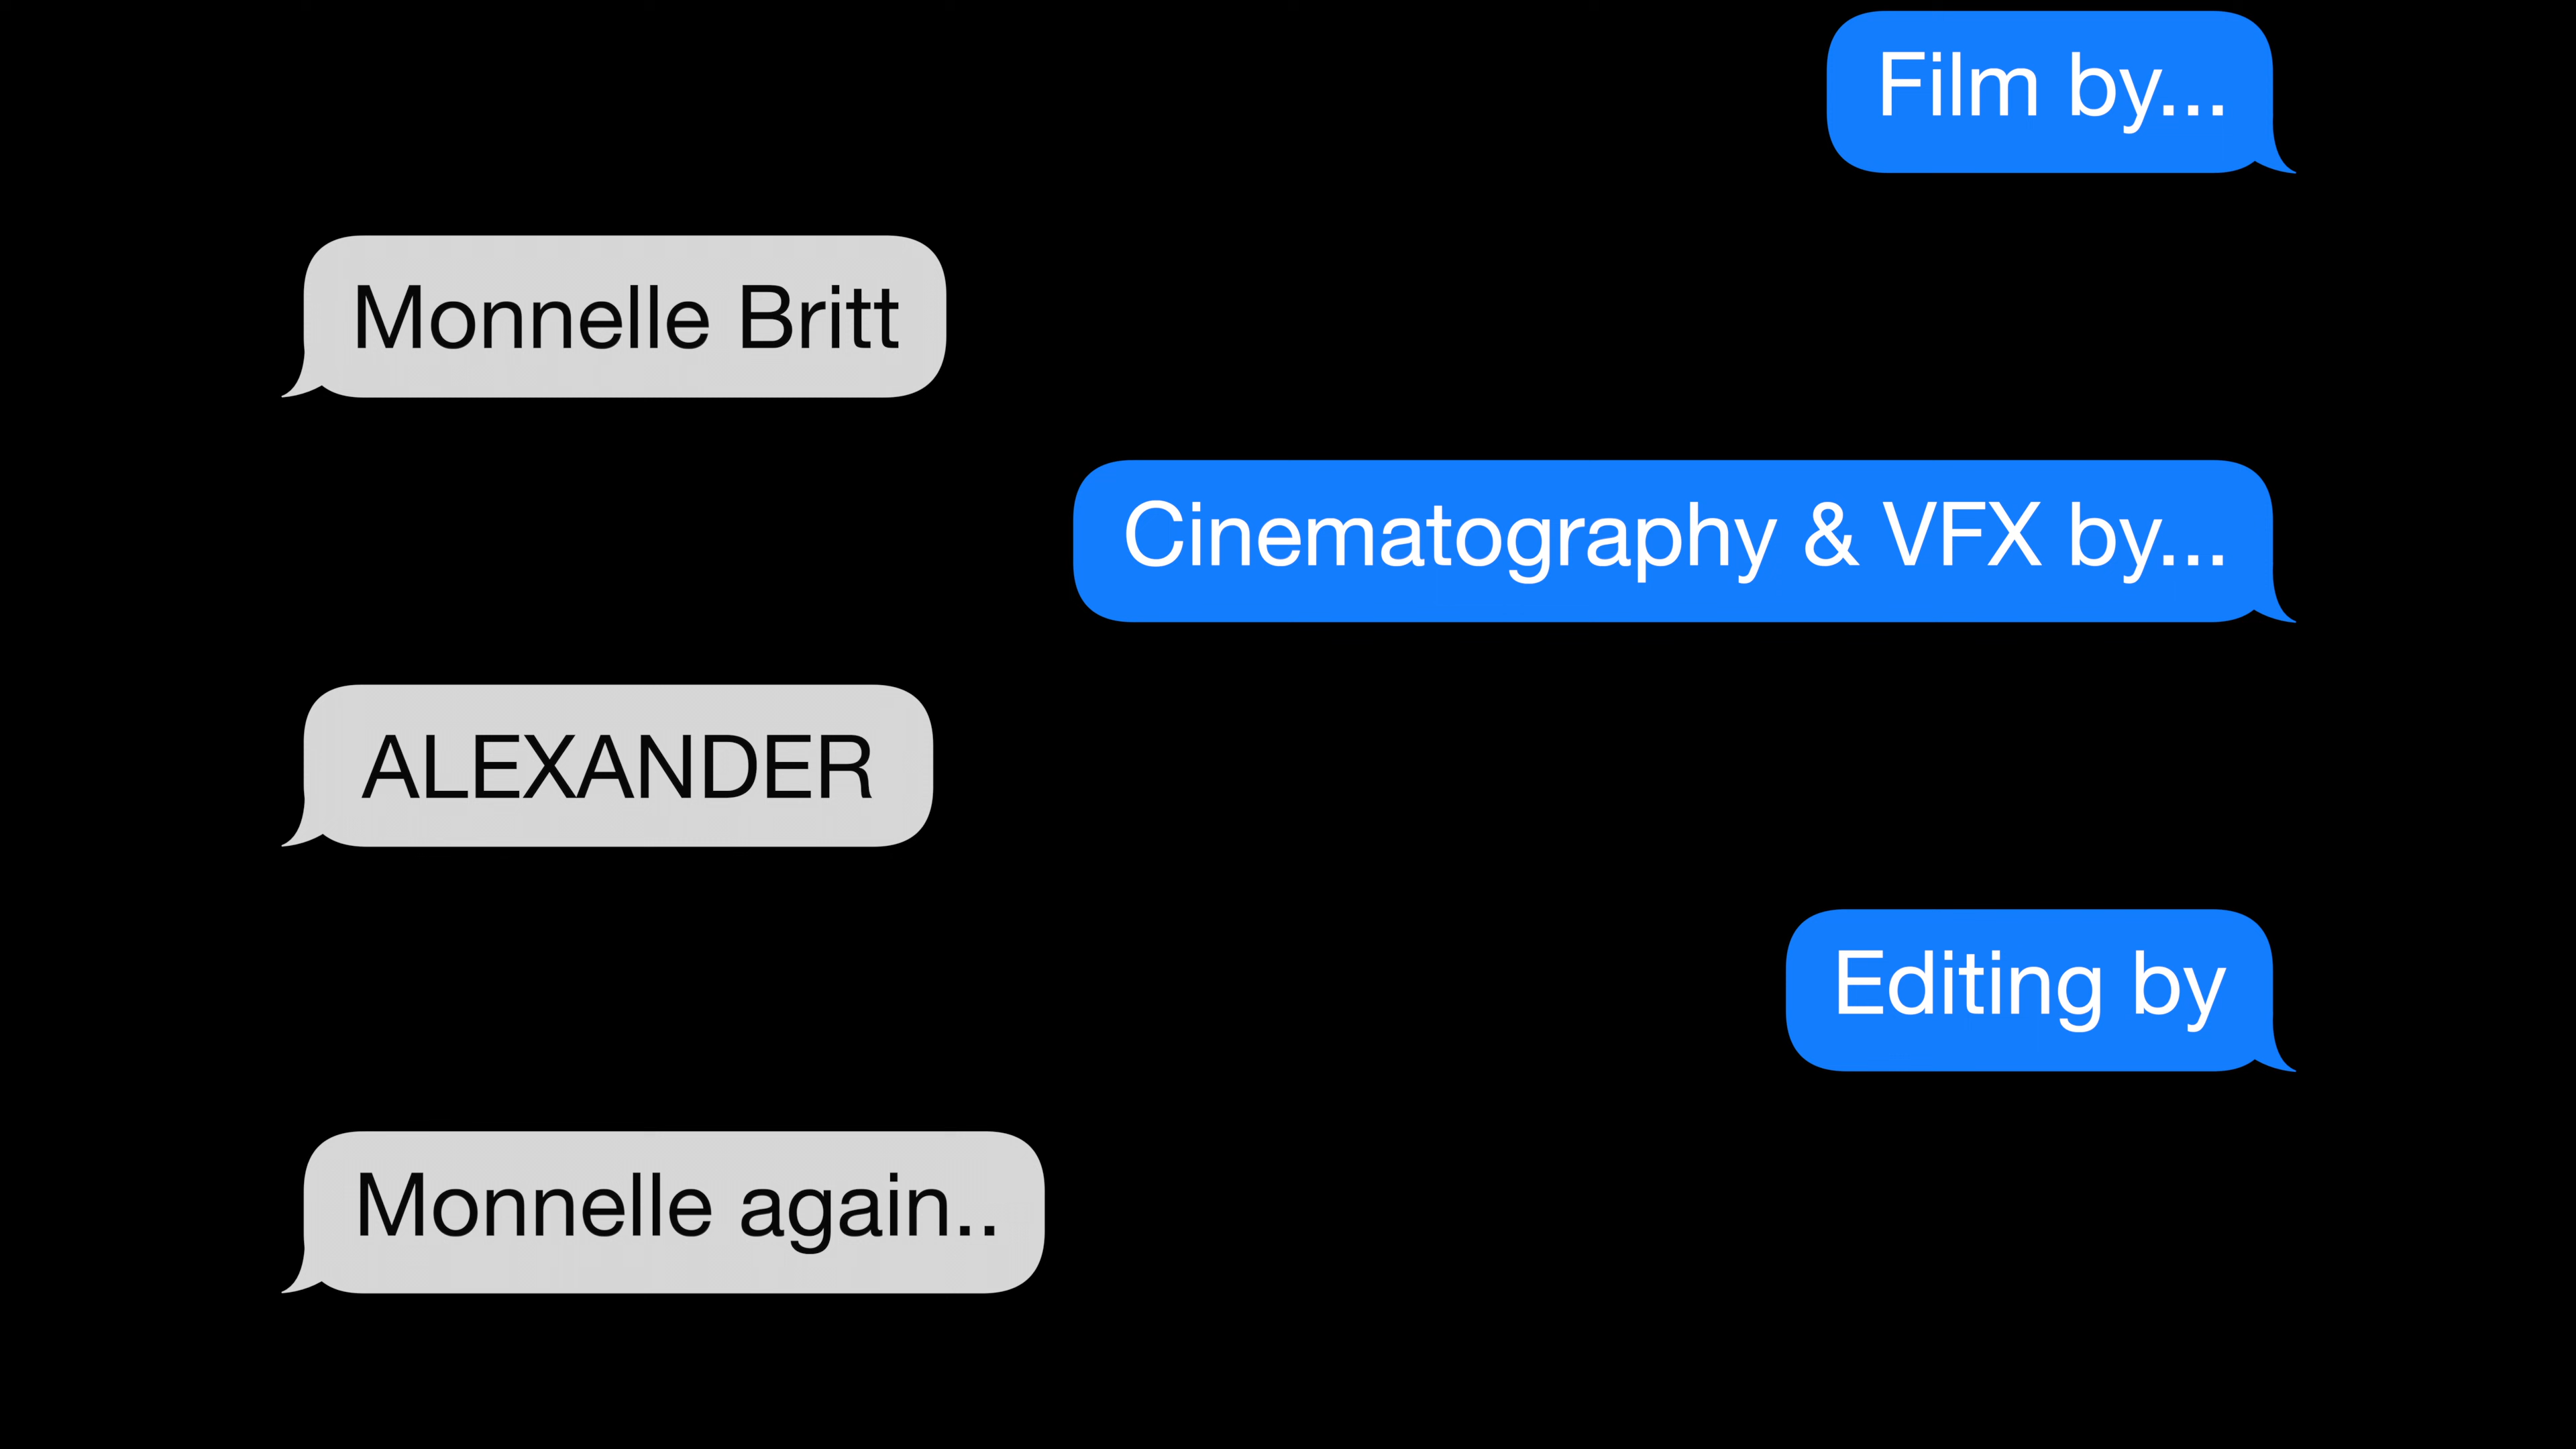 Film by...
Monnelle Britt
Cinematography & VFX by...
ALEXANDER
Editing by
Monnelle again..